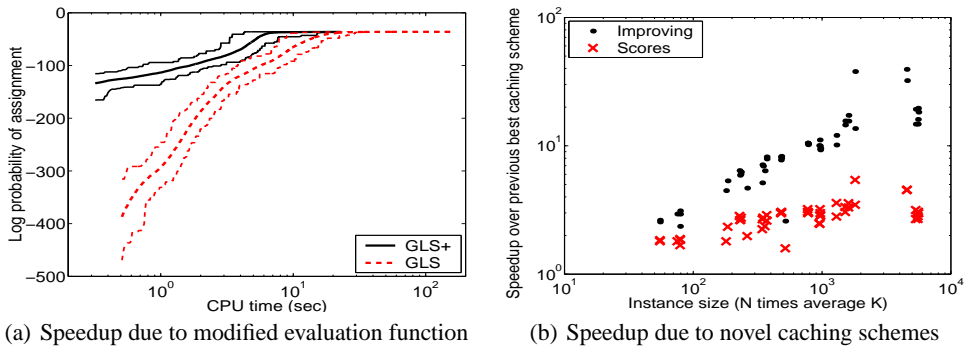 0
−100
−200
−300
−400
−500
Log probability of assignment
10^0
10^1
10^2
CPU time (sec)
GLS+
GLS
(a) Speedup due to modified evaluation function
10^2
10^1
10^0
Speedup over previous best caching scheme
Improving
Scores
10^1
10^2
10^3
10^4
Instance size (N times average K)
(b) Speedup due to novel caching schemes